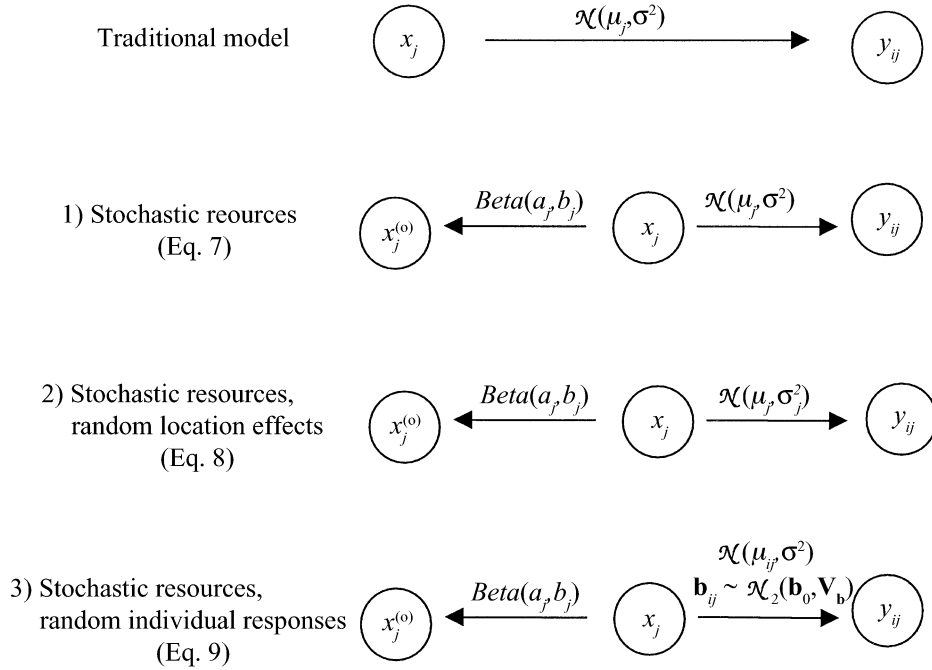 Traditional model
x_j
𝒩(μ_j,σ²)
y_ij
1) Stochastic reources
(Eq. 7)
x_j^(o)
Beta(a_j,b_j)
x_j
𝒩(μ_j,σ²)
y_ij
2) Stochastic resources,
random location effects
(Eq. 8)
x_j^(o)
Beta(a_j,b_j)
x_j
𝒩(μ_j,σ_j²)
y_ij
3) Stochastic resources,
random individual responses
(Eq. 9)
x_j^(o)
Beta(a_j,b_j)
x_j
𝒩(μ_ij,σ²)
b_ij ~ 𝒩_2(b_0,V_b)
y_ij